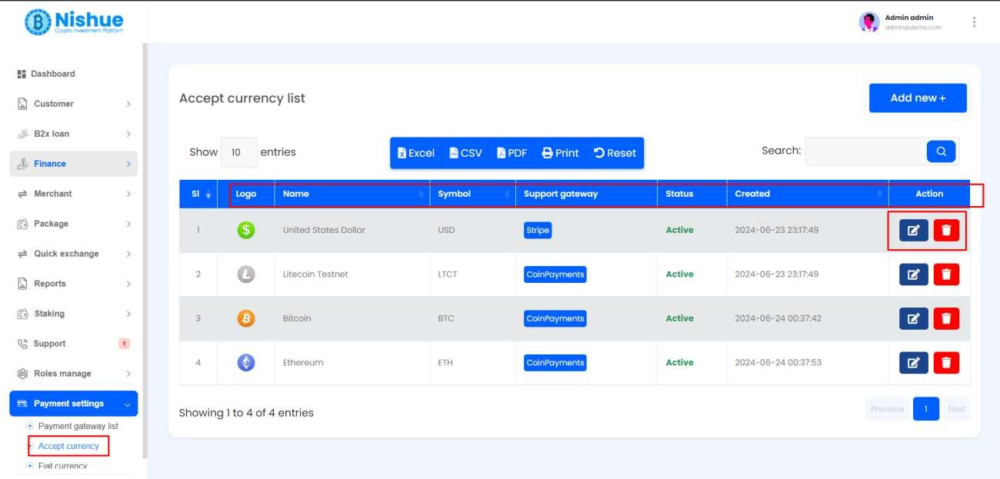 Nishue
Crypto Investment Platform
Admin admin
admin@demo.com
Dashboard
Customer
B2x loan
Finance
Merchant
Package
Quick exchange
Reports
Staking
Support 1
Roles manage
Payment settings
Payment gateway list
Accept currency
Fiat currency
Accept currency list
Add new +
Show 10 entries
Excel CSV PDF Print Reset
Search:
Sl Logo Name Symbol Support gateway Status Created Action
1 United States Dollar USD Stripe Active 2024-06-23 23:17:49
2 Litecoin Testnet LTCT CoinPayments Active 2024-06-23 23:17:49
3 Bitcoin BTC CoinPayments Active 2024-06-24 00:37:42
4 Ethereum ETH CoinPayments Active 2024-06-24 00:37:53
Showing 1 to 4 of 4 entries
Previous 1 Next